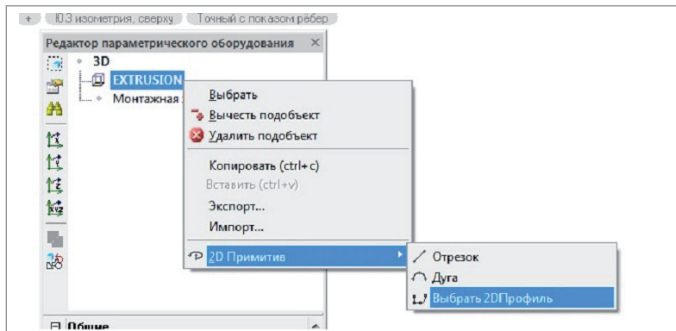 + ЮЗ изометрия, сверху Точный с показом рёбер
Редактор параметрического оборудования ×
3D
EXTRUSION
Монтажная
Выбрать
Вычесть подобъект
Удалить подобъект
Копировать (ctrl+c)
Вставить (ctrl+v)
Экспорт...
Импорт...
2D Примитив
Отрезок
Дуга
Выбрать 2DПрофиль
Общие